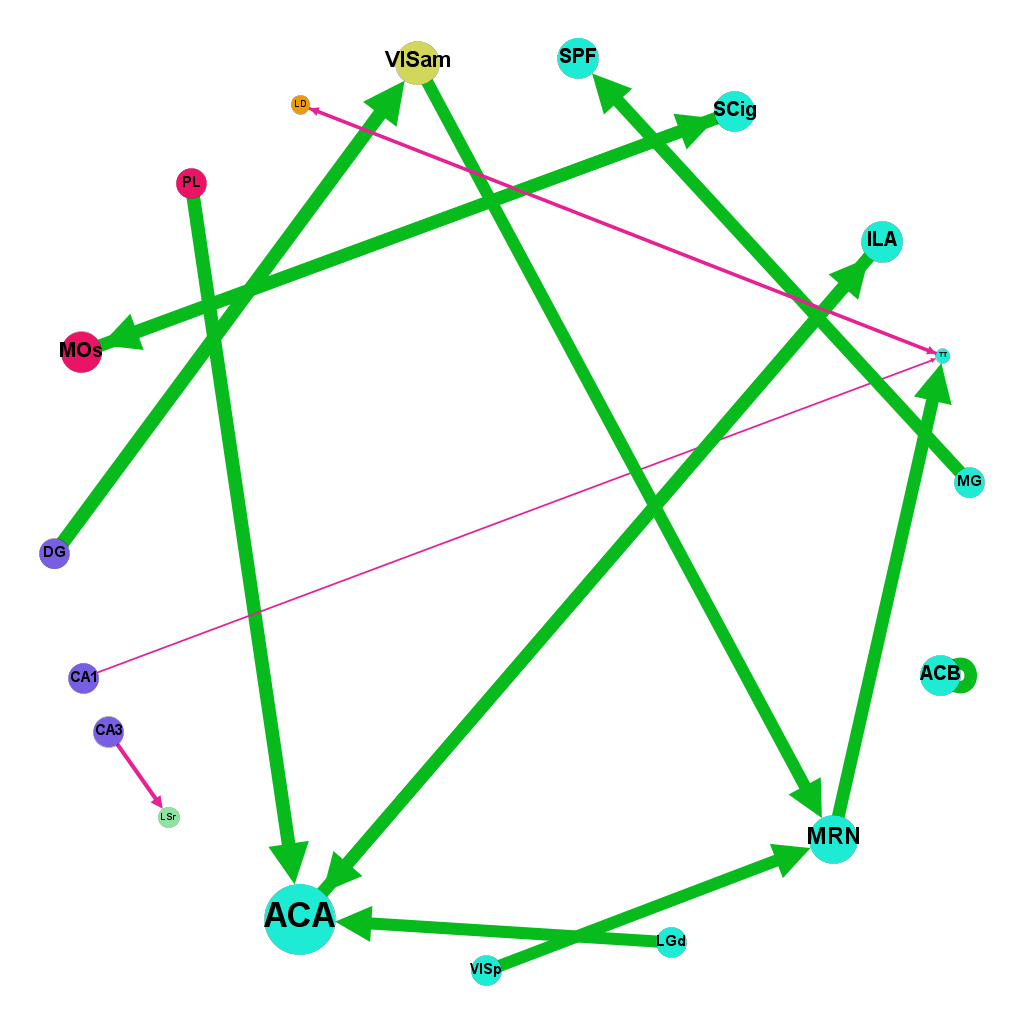 SPF
VISam
LD
SCig
PL
ILA
MOs
TT
MG
DG
ACB
CA1
CA3
LSr
MRN
ACA
LGd
VISp